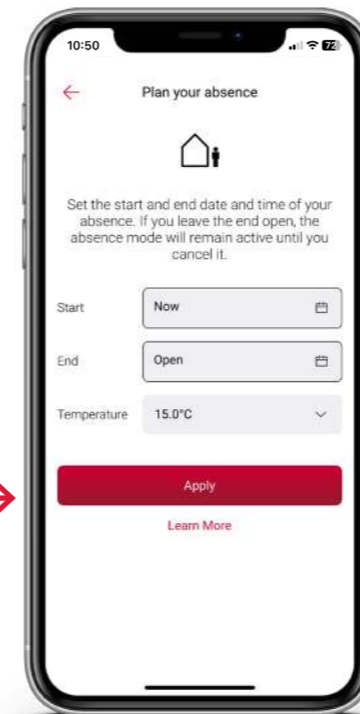 10:50
72
Plan your absence
Set the start and end date and time of your
absence. If you leave the end open, the
absence mode will remain active until you
cancel it.
Start Now
End Open
Temperature 15.0°C
Apply
Learn More